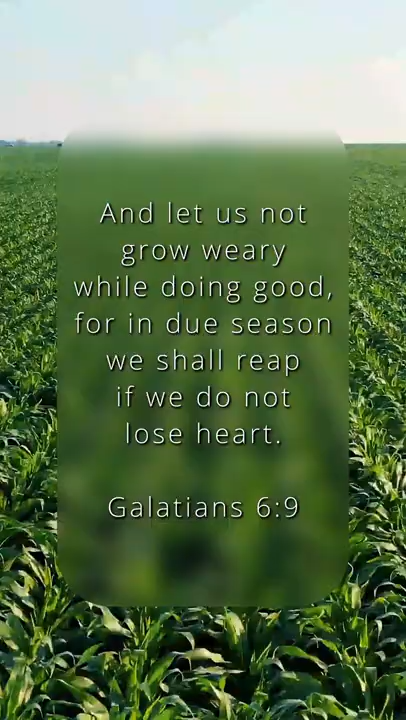 And let us not
grow weary
while doing good,
for in due season
we shall reap
if we do not
lose heart.
Galatians 6:9